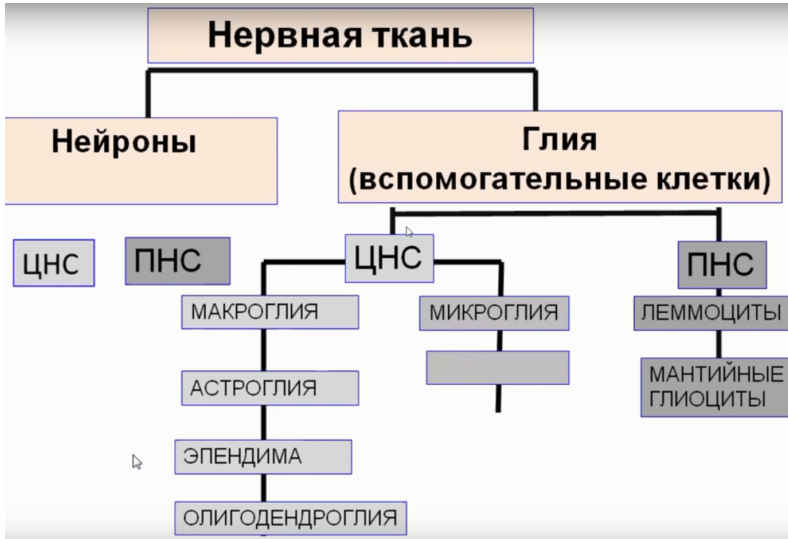 Нервная ткань
Нейроны
Глия
(вспомогательные клетки)
ЦНС
ПНС
ЦНС
ПНС
МАКРОГЛИЯ
МИКРОГЛИЯ
ЛЕММОЦИТЫ
АСТРОГЛИЯ
МАНТИЙНЫЕ
ГЛИОЦИТЫ
ЭПЕНДИМА
ОЛИГОДЕНДРОГЛИЯ